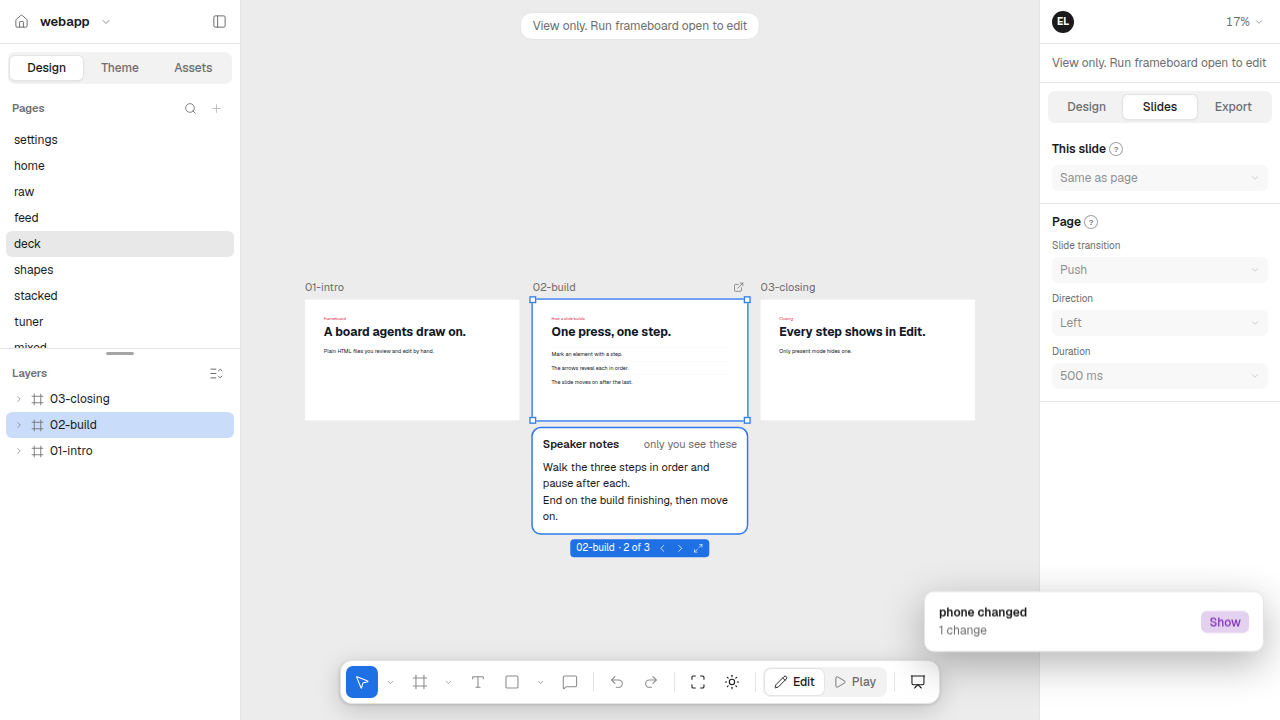 webapp
View only. Run frameboard open to edit
EL
17%
Design
Theme
Assets
View only. Run frameboard open to edit
Pages
Design
Slides
Export
settings
home
raw
feed
deck
shapes
stacked
tuner
mixed
This slide ?
Same as page
Page ?
Slide transition
Push
Direction
Left
Duration
500 ms
Layers
03-closing
02-build
01-intro
01-intro
Frameboard
A board agents draw on.
Plain HTML files you review and edit by hand.
02-build
How a slide builds
One press, one step.
Mark an element with a step.
The arrows reveal each in order.
The slide moves on after the last.
03-closing
Closing
Every step shows in Edit.
Only present mode hides one.
Speaker notes
only you see these
Walk the three steps in order and
pause after each.
End on the build finishing, then move
on.
02-build · 2 of 3
phone changed
1 change
Show
Edit
Play